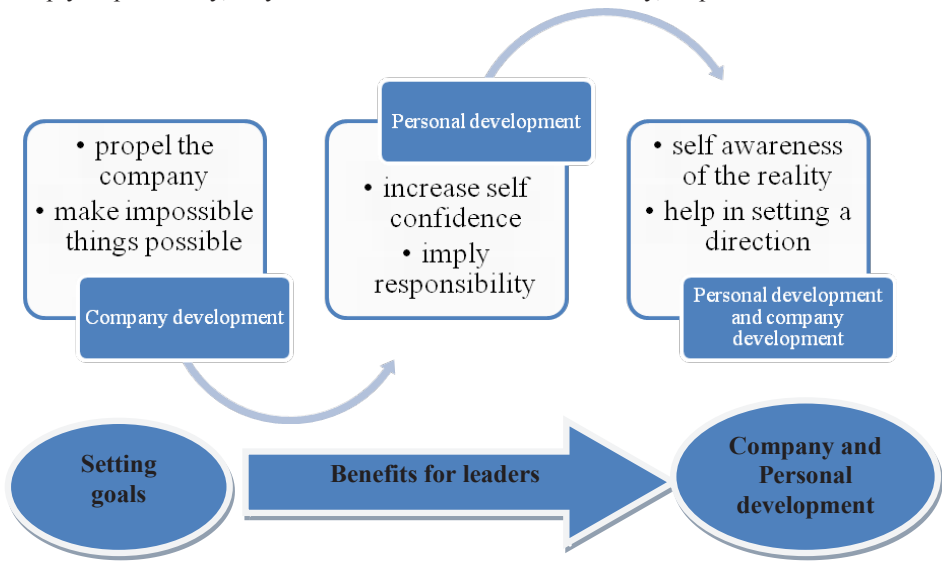 • propel the
company
• make impossible
things possible
Company development
Personal development
• increase self
confidence
• imply
responsibility
• self awareness
of the reality
• help in setting a
direction
Personal development
and company
development
Setting
goals
Benefits for leaders
Company and
Personal
development